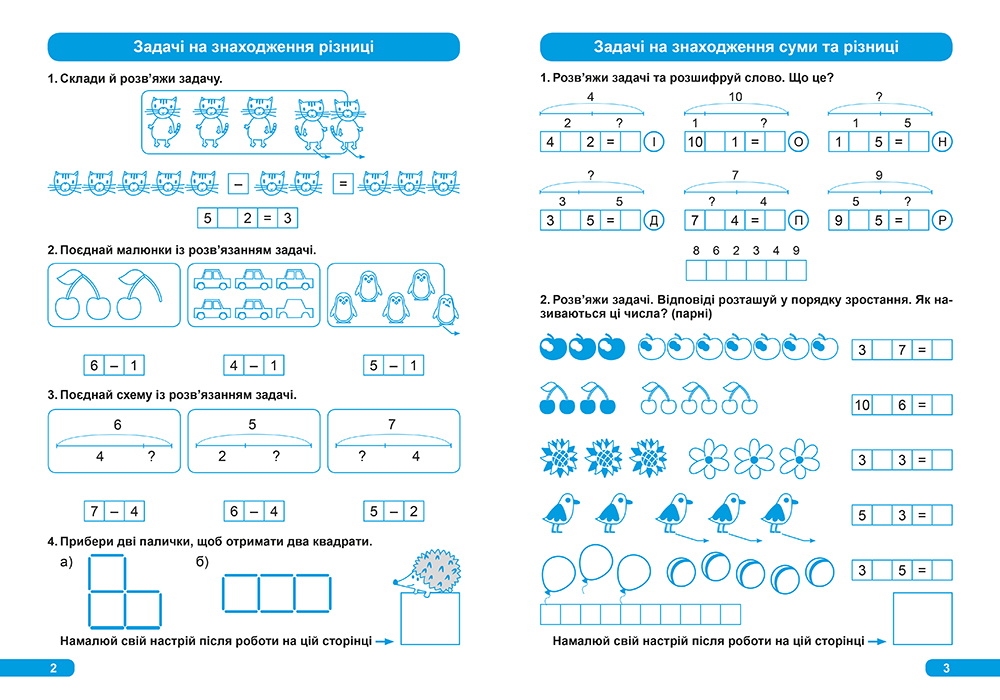 Задачі на знаходження різниці
1. Склади й розв’яжи задачу.
– =
5 2 = 3
2. Поєднай малюнки із розв’язанням задачі.
6 – 1 4 – 1 5 – 1
3. Поєднай схему із розв’язанням задачі.
6 5 7
4 ? 2 ? ? 4
7 – 4 6 – 4 5 – 2
4. Прибери дві палички, щоб отримати два квадрати.
а) б)
Намалюй свій настрій після роботи на цій сторінці
2
Задачі на знаходження суми та різниці
1. Розв’яжи задачі та розшифруй слово. Що це?
4 10 ?
2 ? 1 ? 1 5
4 2 = І 10 1 = О 1 5 = Н
? 7 9
3 5 ? 4 5 ?
3 5 = Д 7 4 = П 9 5 = Р
8 6 2 3 4 9
2. Розв’яжи задачі. Відповіді розташуй у порядку зростання. Як на-
зиваються ці числа? (парні)
3 7 =
10 6 =
3 3 =
5 3 =
3 5 =
Намалюй свій настрій після роботи на цій сторінці
3